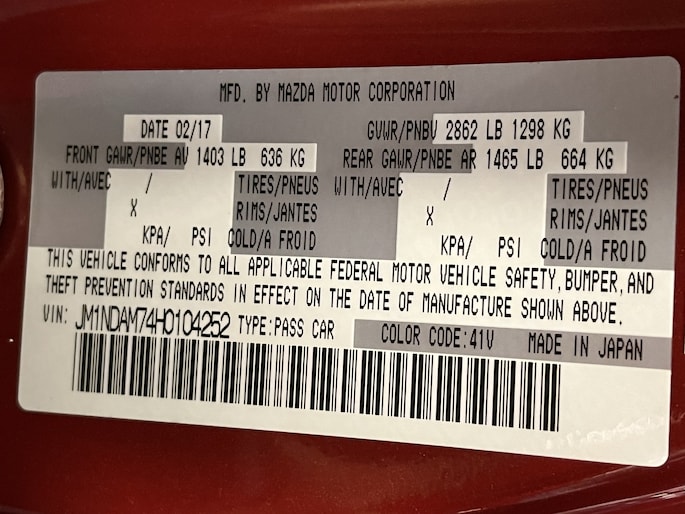 MFD. BY MAZDA MOTOR CORPORATION
DATE 02/17 GVWR/PNBV 2862 LB 1298 KG
FRONT GAWR/PNBE AV 1403 LB 636 KG REAR GAWR/PNBE AR 1465 LB 664 KG
WITH/AVEC / TIRES/PNEUS WITH/AVEC / TIRES/PNEUS
X RIMS/JANTES X RIMS/JANTES
KPA/ PSI COLD/A FROID KPA/ PSI COLD/A FROID
THIS VEHICLE CONFORMS TO ALL APPLICABLE FEDERAL MOTOR VEHICLE SAFETY, BUMPER, AND
THEFT PREVENTION STANDARDS IN EFFECT ON THE DATE OF MANUFACTURE SHOWN ABOVE.
VIN: JM1NDAM74H0104252 TYPE:PASS CAR COLOR CODE:41V MADE IN JAPAN